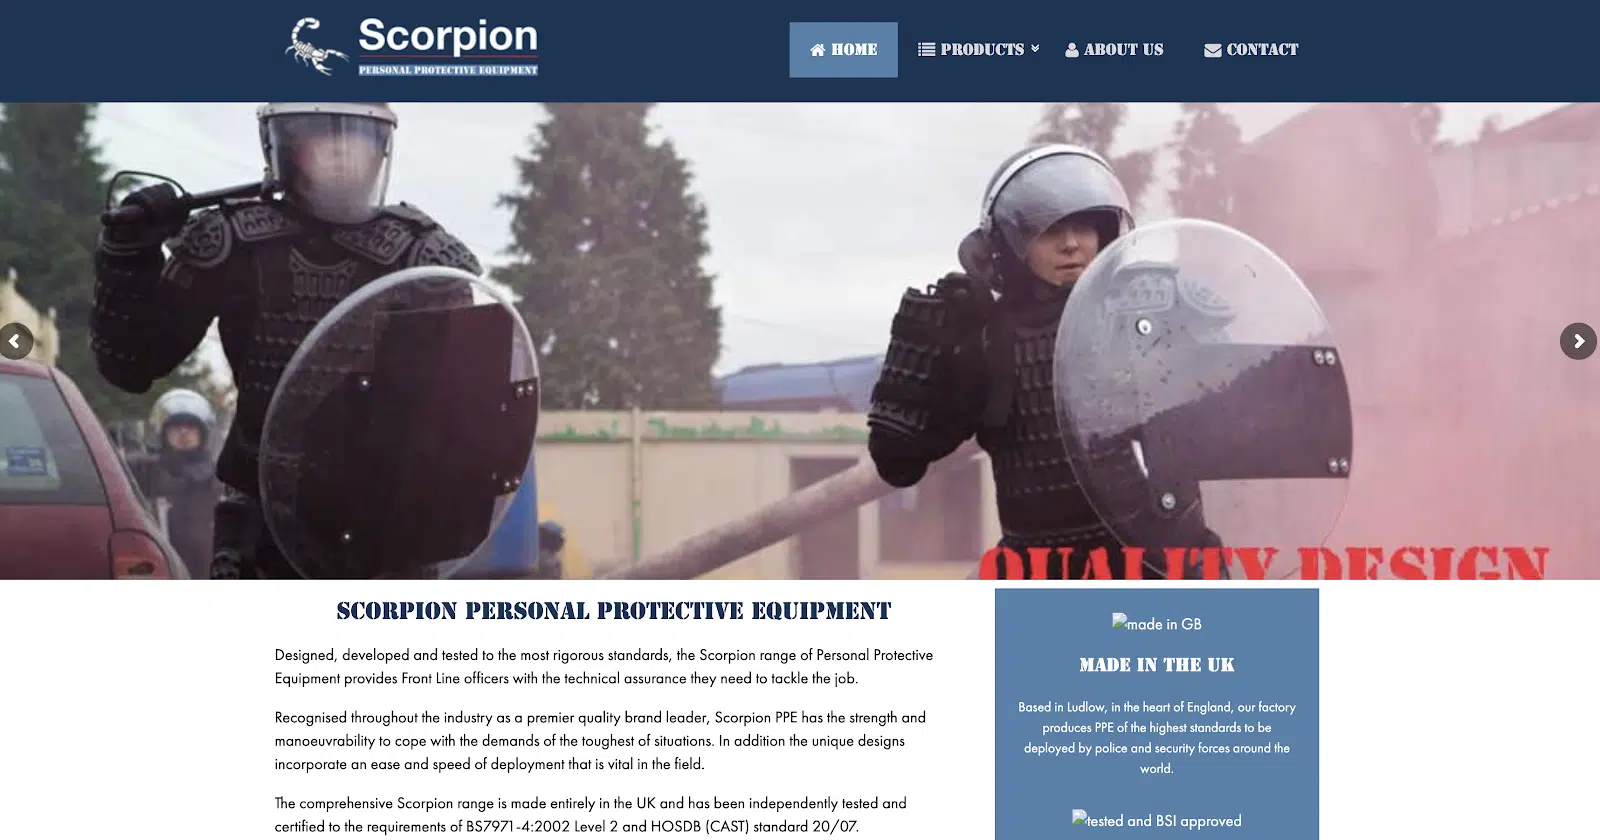 Scorpion
PERSONAL PROTECTIVE EQUIPMENT
HOME
PRODUCTS
ABOUT US
CONTACT
QUALITY DESIGN
SCORPION PERSONAL PROTECTIVE EQUIPMENT
Designed, developed and tested to the most rigorous standards, the Scorpion range of Personal Protective
Equipment provides Front Line officers with the technical assurance they need to tackle the job.
Recognised throughout the industry as a premier quality brand leader, Scorpion PPE has the strength and
manoeuvrability to cope with the demands of the toughest of situations. In addition the unique designs
incorporate an ease and speed of deployment that is vital in the field.
The comprehensive Scorpion range is made entirely in the UK and has been independently tested and
certified to the requirements of BS7971-4:2002 Level 2 and HOSDB (CAST) standard 20/07.
made in GB
MADE IN THE UK
Based in Ludlow, in the heart of England, our factory
produces PPE of the highest standards to be
deployed by police and security forces around the
world.
tested and BSI approved